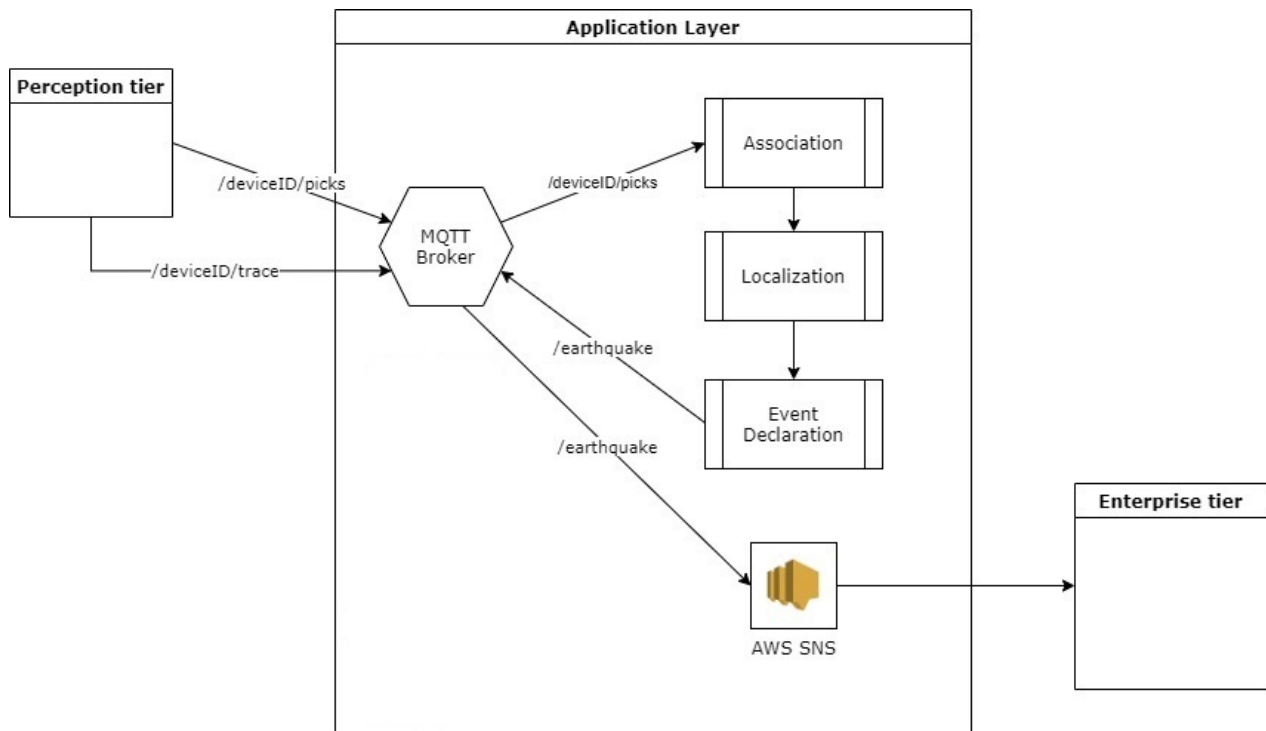 Application Layer
Perception tier
/deviceID/picks
/deviceID/trace
MQTT
Broker
/deviceID/picks
Association
Localization
Event
Declaration
/earthquake
/earthquake
AWS SNS
Enterprise tier